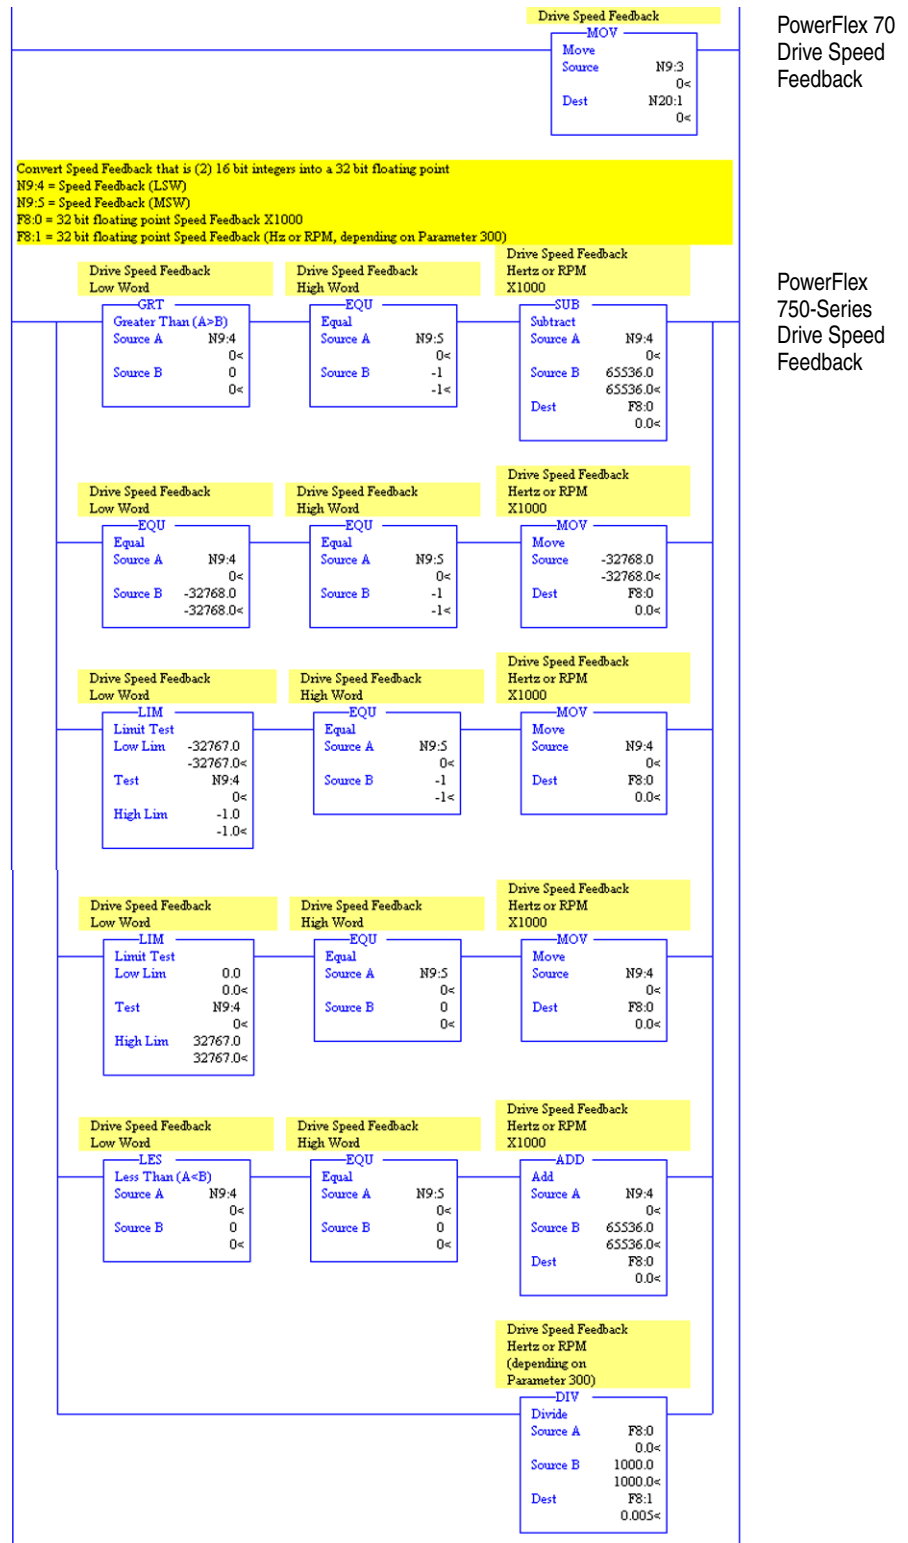 Drive Speed Feedback
MOV
Move
Source N9:3
0<
Dest N20:1
0<
PowerFlex 70
Drive Speed
Feedback
Convert Speed Feedback that is (2) 16 bit integers into a 32 bit floating point
N9:4 = Speed Feedback (LSW)
N9:5 = Speed Feedback (MSW)
F8:0 = 32 bit floating point Speed Feedback X1000
F8:1 = 32 bit floating point Speed Feedback (Hz or RPM, depending on Parameter 300)
PowerFlex
750-Series
Drive Speed
Feedback
Drive Speed Feedback
Low Word
GRT
Greater Than (A>B)
Source A N9:4
0<
Source B 0
0<
Drive Speed Feedback
High Word
EQU
Equal
Source A N9:5
0<
Source B -1
-1<
Drive Speed Feedback
Hertz or RPM
X1000
SUB
Subtract
Source A N9:4
0<
Source B 65536.0
65536.0<
Dest F8:0
0.0<
Drive Speed Feedback
Low Word
EQU
Equal
Source A N9:4
0<
Source B -32768.0
-32768.0<
Drive Speed Feedback
High Word
EQU
Equal
Source A N9:5
0<
Source B -1
-1<
Drive Speed Feedback
Hertz or RPM
X1000
MOV
Move
Source -32768.0
-32768.0<
Dest F8:0
0.0<
Drive Speed Feedback
Low Word
LIM
Limit Test
Low Lim -32767.0
-32767.0<
Test N9:4
0<
High Lim -1.0
-1.0<
Drive Speed Feedback
High Word
EQU
Equal
Source A N9:5
0<
Source B -1
-1<
Drive Speed Feedback
Hertz or RPM
X1000
MOV
Move
Source N9:4
0<
Dest F8:0
0.0<
Drive Speed Feedback
Low Word
LIM
Limit Test
Low Lim 0.0
0.0<
Test N9:4
0<
High Lim 32767.0
32767.0<
Drive Speed Feedback
High Word
EQU
Equal
Source A N9:5
0<
Source B 0
0<
Drive Speed Feedback
Hertz or RPM
X1000
MOV
Move
Source N9:4
0<
Dest F8:0
0.0<
Drive Speed Feedback
Low Word
LES
Less Than (A<B)
Source A N9:4
0<
Source B 0
0<
Drive Speed Feedback
High Word
EQU
Equal
Source A N9:5
0<
Source B 0
0<
Drive Speed Feedback
Hertz or RPM
X1000
ADD
Add
Source A N9:4
0<
Source B 65536.0
65536.0<
Dest F8:0
0.0<
Drive Speed Feedback
Hertz or RPM
(depending on
Parameter 300)
DIV
Divide
Source A F8:0
0.0<
Source B 1000.0
1000.0<
Dest F8:1
0.005<